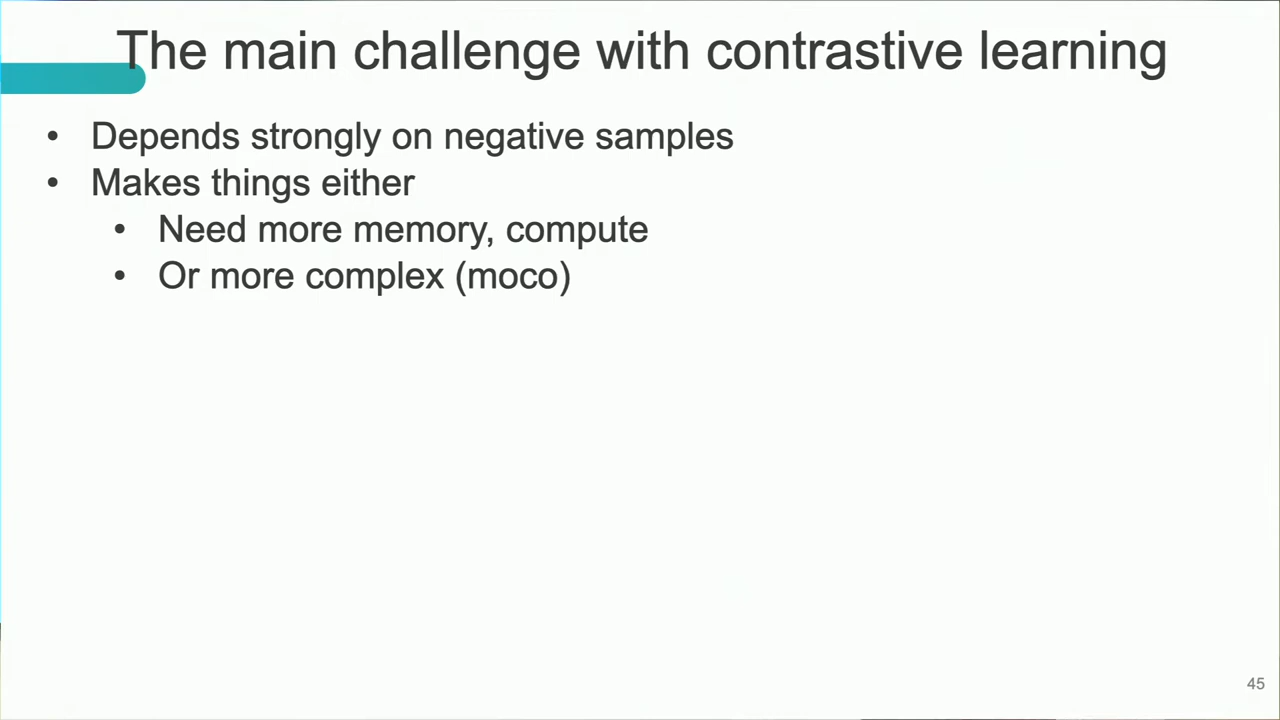 The main challenge with contrastive learning
• Depends strongly on negative samples
• Makes things either
• Need more memory, compute
• Or more complex (moco)
45